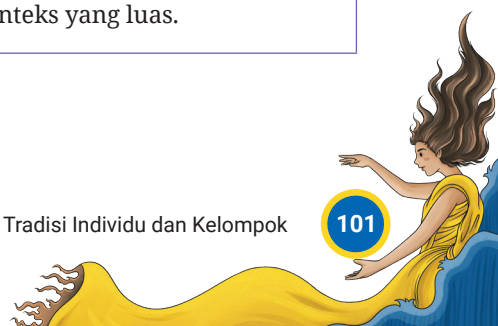 nteks yang luas.
Tradisi Individu dan Kelompok
101